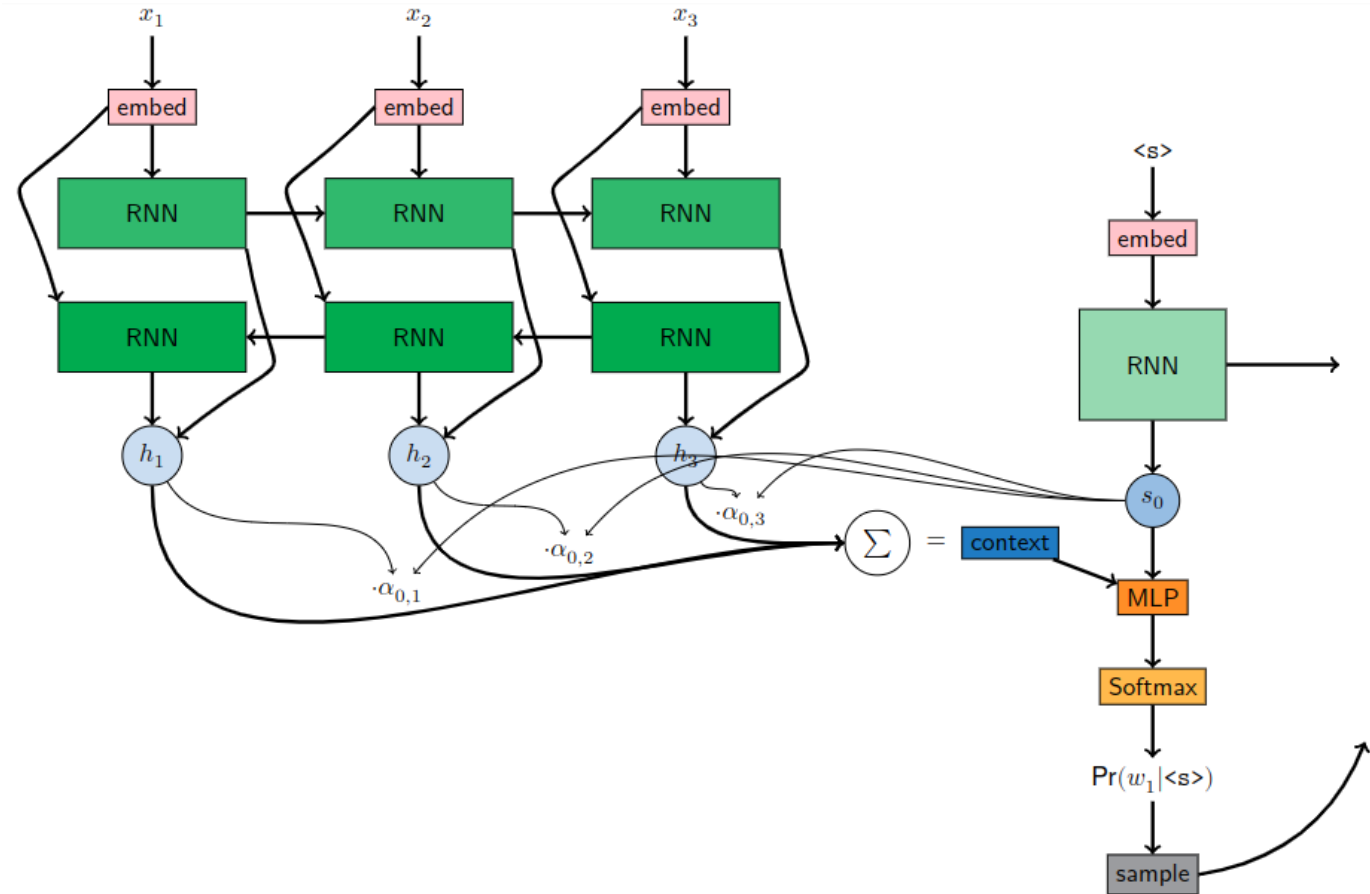 x₁ x₂ x₃
embed embed embed
<s>
RNN RNN RNN
embed
RNN RNN RNN
RNN
h₁ h₂ h₃
s₀
·α₀,₃
·α₀,₂
∑ = context
·α₀,₁
MLP
Softmax
Pr(w₁|<s>)
sample